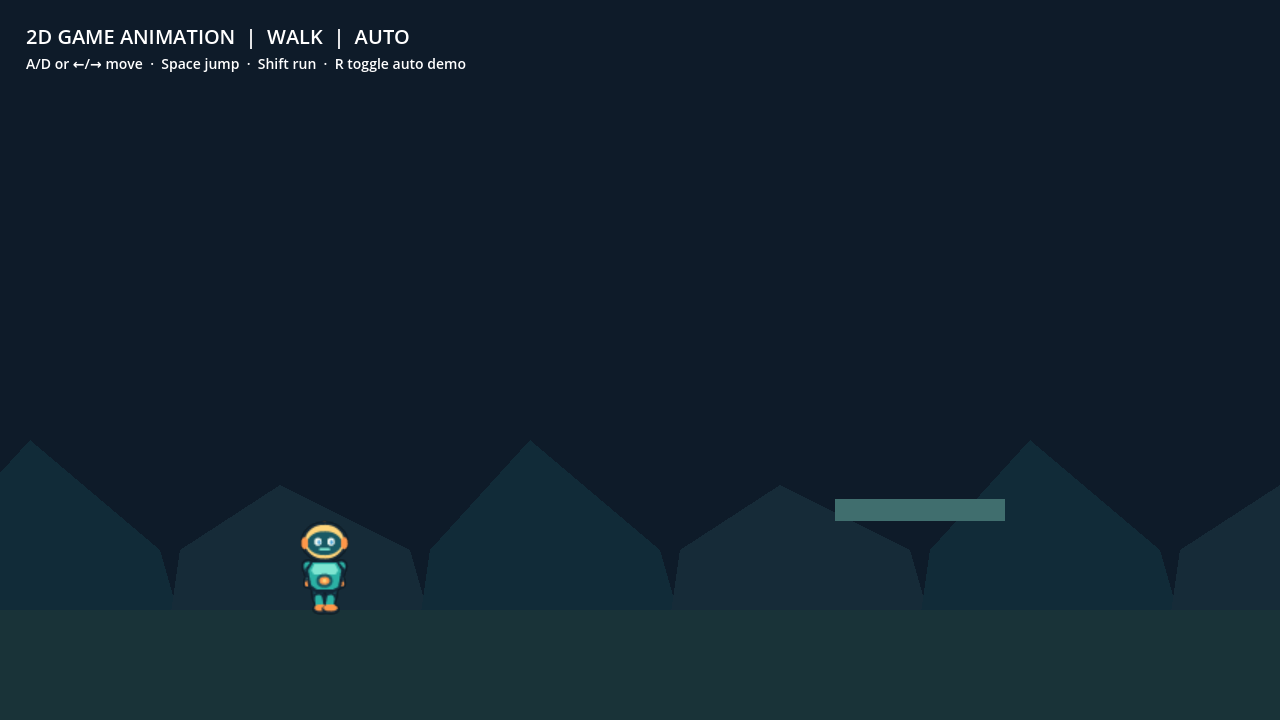 2D GAME ANIMATION | WALK | AUTO
A/D or ←/→ move · Space jump · Shift run · R toggle auto demo